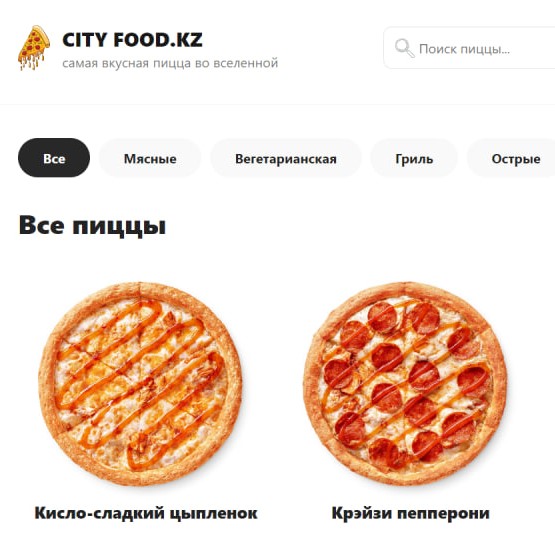 CITY FOOD.KZ
самая вкусная пицца во вселенной
Поиск пиццы...
Все
Мясные
Вегетарианская
Гриль
Острые
Все пиццы
Кисло-сладкий цыпленок
Крэйзи пепперони